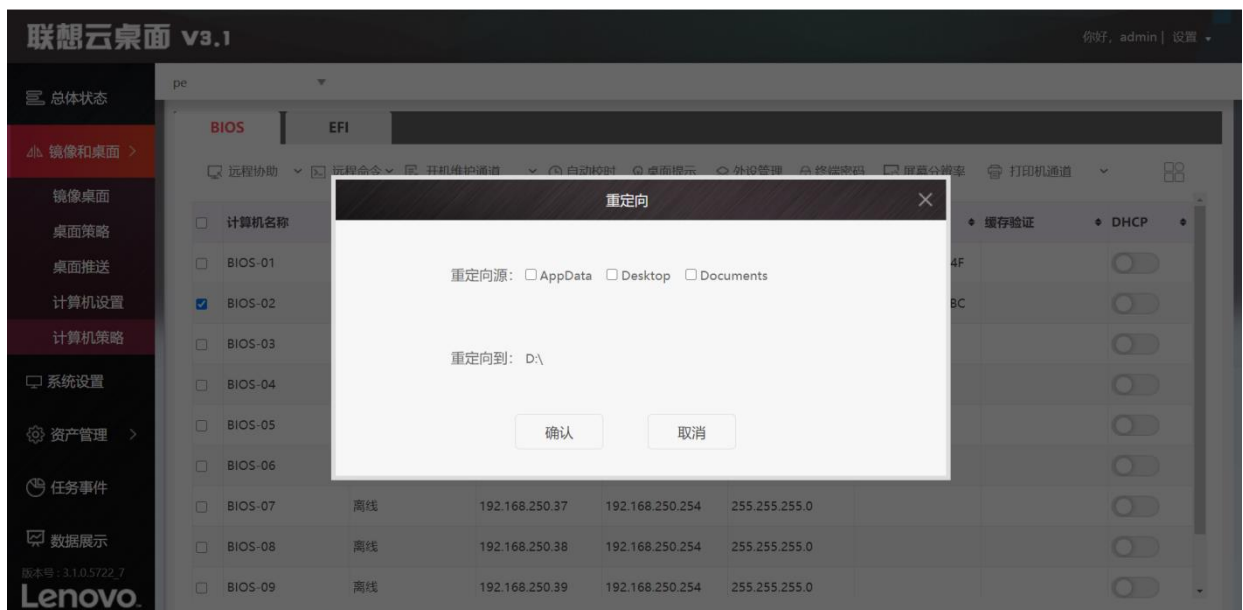 联想云桌面 V3.1
你好, admin | 设置
总体状态
镜像和桌面
镜像桌面
桌面策略
桌面推送
计算机设置
计算机策略
系统设置
资产管理
任务事件
数据展示
版本号 : 3.1.0.5722_7
Lenovo
pe
BIOS EFI
远程协助 远程命令 开机维护通道 自动校时 桌面提示 外设管理 终端密码 屏幕分辨率 打印机通道
计算机名称 缓存验证 DHCP
BIOS-01 4F
BIOS-02 BC
BIOS-03
BIOS-04
BIOS-05
BIOS-06
BIOS-07 离线 192.168.250.37 192.168.250.254 255.255.255.0
BIOS-08 离线 192.168.250.38 192.168.250.254 255.255.255.0
BIOS-09 离线 192.168.250.39 192.168.250.254 255.255.255.0
重定向
重定向源: AppData Desktop Documents
重定向到: D:\
确认 取消